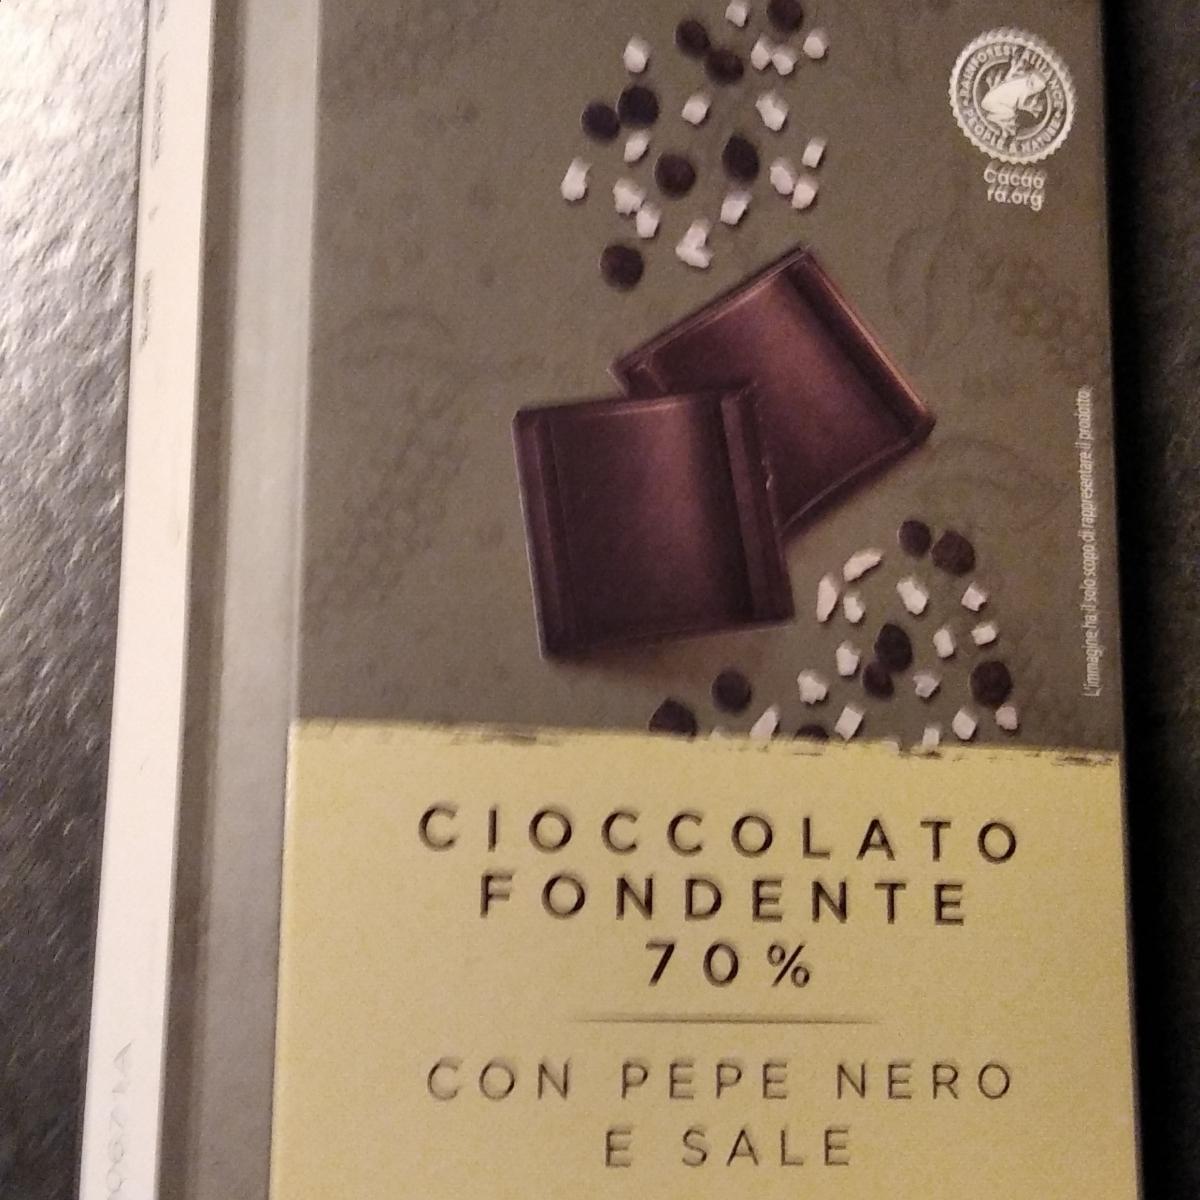 RAINFOREST ALLIANCE
PEOPLE & NATURE
Cacao
ra.org
L'immagine ha il solo scopo di rappresentare il prodotto
CIOCCOLATO
FONDENTE
70%
CON PEPE NERO
E SALE